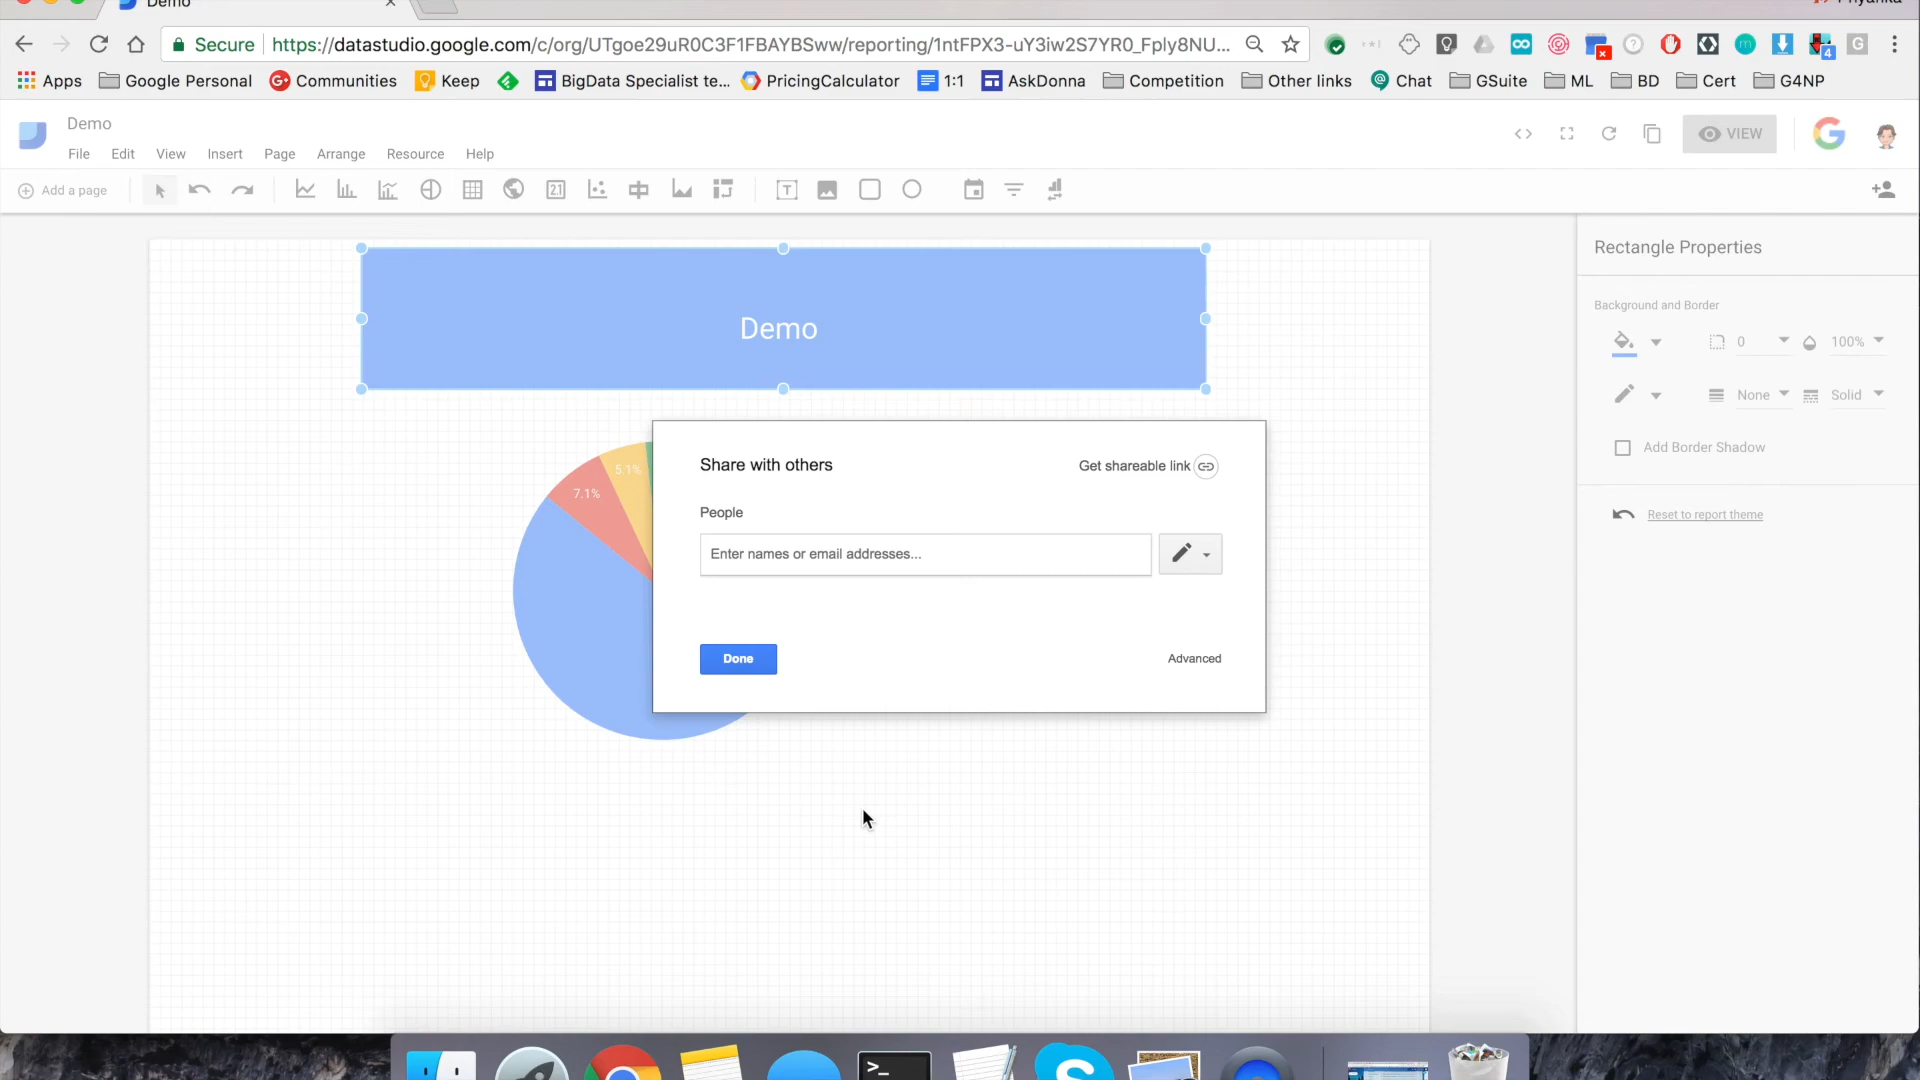 Demo
Priyanka
Secure https://datastudio.google.com/c/org/UTgoe29uR0C3F1FBAYBSww/reporting/1ntFPX3-uY3iw2S7YR0_Fply8NU...
4
G
Apps Google Personal Communities Keep BigData Specialist te... PricingCalculator 1:1 AskDonna Competition Other links Chat GSuite ML BD Cert G4NP
Demo
File Edit View Insert Page Arrange Resource Help
VIEW
Add a page
2.1
Rectangle Properties
Background and Border
0 100%
None Solid
Add Border Shadow
Reset to report theme
Demo
5.1%
7.1%
Share with others
Get shareable link
People
Enter names or email addresses...
Done
Advanced